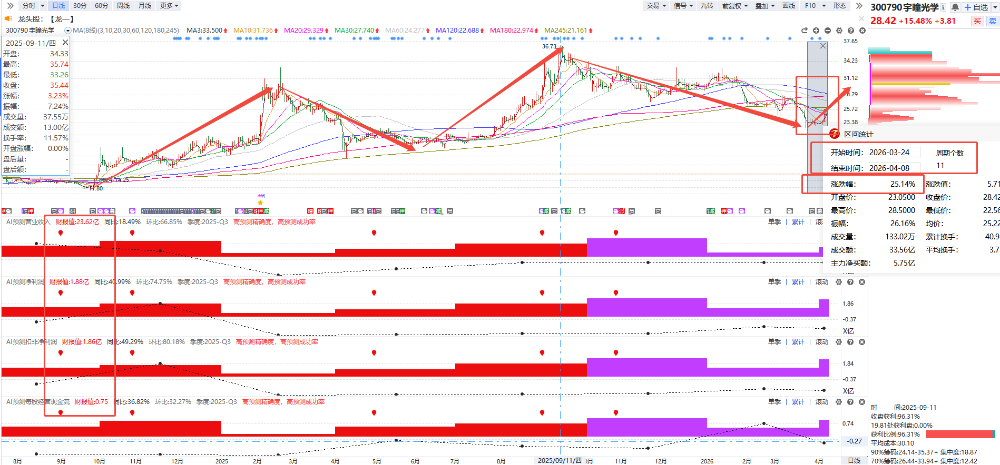 分时 日线 30分 60分 周线 月线 更多 交易 信号 九转 前复权 叠加 画线 F10 形态
300790 宇瞳光学 自选
28.42 +15.48% +3.81 买 卖
龙头股：【龙一】
300790 宇瞳光学 MA(8线)(3,10,20,30,60,120,180,245) MA3:33.500 MA10:31.736 MA20:29.329 MA30:27.740 MA60:24.277 MA120:22.688 MA180:22.974 MA245:21.161
2025-09-11/四
开盘: 34.33
最高: 35.74
最低: 33.26
收盘: 35.44
涨幅: 3.23%
振幅: 7.24%
成交量: 37.55万
成交额: 13.00亿
换手率: 11.57%
开盘涨幅: 0.00%
盘后量: -
盘后额: -
36.73
37.65
34.23
31.12
28.29
25.72
23.38
区间统计
开始时间: 2026-03-24 周期个数
结束时间: 2026-04-08 11
涨跌幅: 25.14% 涨跌值: 5.71
开盘价: 23.0500 收盘价: 28.42
最高价: 28.5000 最低价: 22.56
振幅: 26.16% 均价: 25.22
成交量: 133.02万 累计换手: 40.9
成交额: 33.56亿 平均换手: 3.7
主力净买额: 5.75亿
AI预测营业收入 财报值:23.62亿 同比:18.49% 环比:66.85% 季度:2025-Q3 高预测精确度，高预测成功率
单季 累计
AI预测净利润 财报值:1.88亿 同比:40.99% 环比:74.75% 季度:2025-Q3 高预测精确度，高预测成功率
单季 累计 滚动
1.86
-0.37
X亿
AI预测扣非净利润 财报值:1.86亿 同比:49.29% 环比:80.18% 季度:2025-Q3 高预测精确度，高预测成功率
单季 累计 滚动
1.84
-0.37
X亿
AI预测每股经营现金流 财报值:0.75 同比:36.82% 环比:32.27% 季度:2025-Q3 高预测精确度，高预测成功率
单季 累计 滚动
0.74
-0.27
8月 9月 10月 11月 12月 2025 2月 3月 4月 5月 6月 7月 8月 2025/09/11/四 11月 12月 2026 2月 3月 4月 日线
时 间:2025-09-11
收盘获利:96.31%
19.81处获利盘:0.00%
获利比例:96.31%
平均成本:30.10
90%筹码:24.14-35.37+ 集中度:18.87
70%筹码:26.44-33.94+ 集中度:12.42